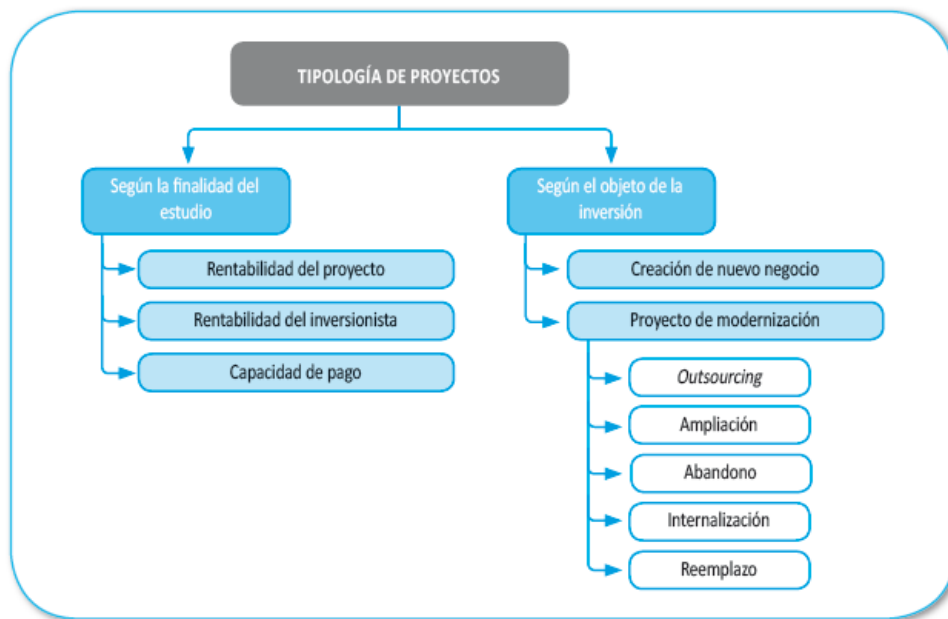 TIPOLOGÍA DE PROYECTOS
Según la finalidad del
estudio
Rentabilidad del proyecto
Rentabilidad del inversionista
Capacidad de pago
Según el objeto de la
inversión
Creación de nuevo negocio
Proyecto de modernización
Outsourcing
Ampliación
Abandono
Internalización
Reemplazo